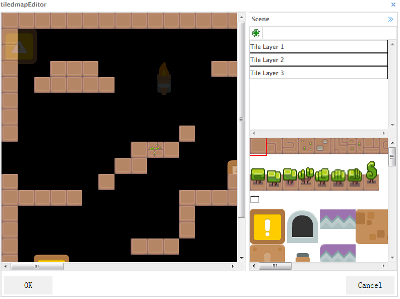 tiledmapEditor
Scene
Tile Layer 1
Tile Layer 2
Tile Layer 3
OK
Cancel